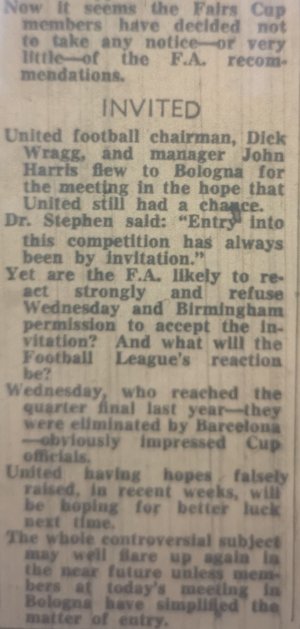 Now it seems the Fairs Cup
members have decided not
to take any notice—or very
little—of the F.A. recom-
mendations.
INVITED
United football chairman, Dick
Wragg, and manager John
Harris flew to Bologna for
the meeting in the hope that
United still had a chance.
Dr. Stephen said: “Entry into
this competition has always
been by invitation.”
Yet are the F.A. likely to re-
act strongly and refuse
Wednesday and Birmingham
permission to accept the in-
vitation? And what will the
Football League's reaction
be?
Wednesday, who reached the
quarter final last year—they
were eliminated by Barcelona
—obviously impressed Cup
officials.
United having hopes falsely
raised, in recent weeks, will
be hoping for better luck
next time.
The whole controversial subject
may well flare up again in
the near future unless mem-
bers at today's meeting in
Bologna have simplified the
matter of entry.